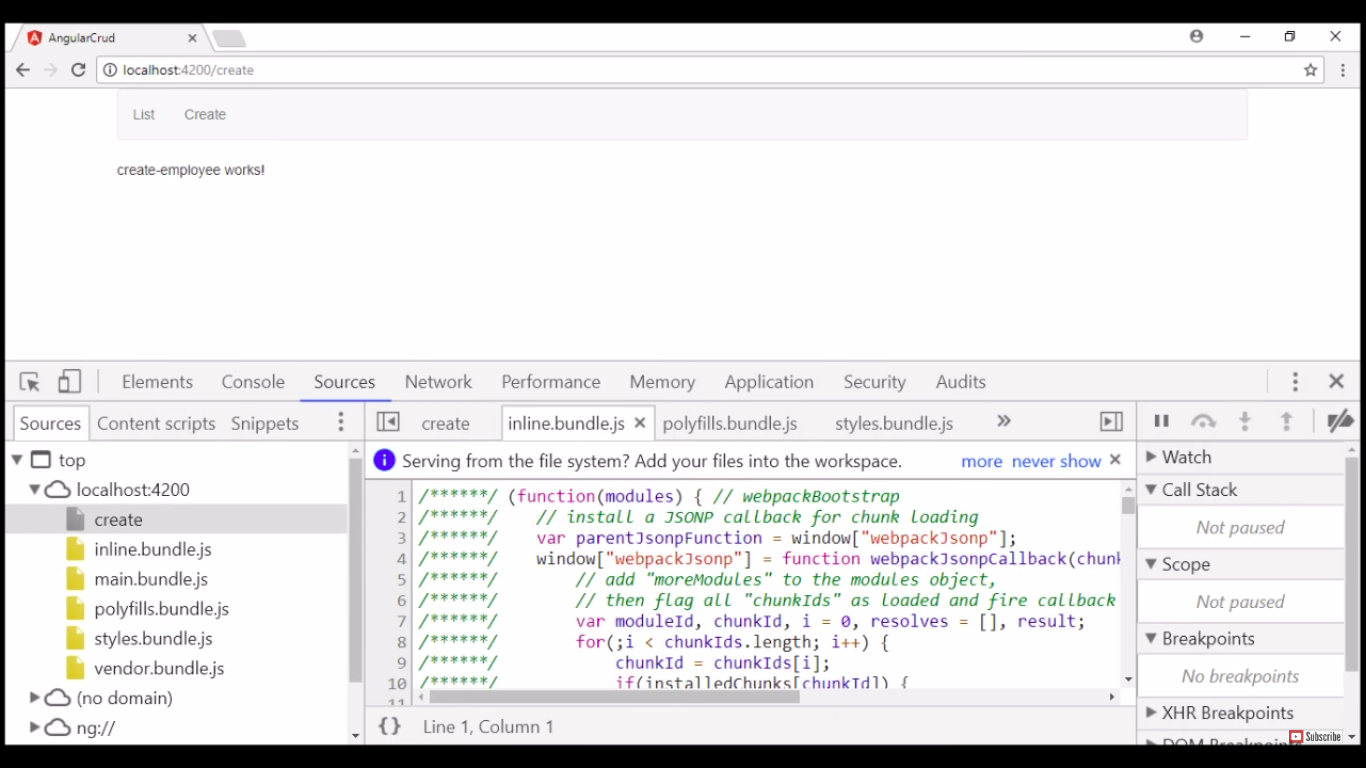 AngularCrud
localhost:4200/create
List Create
create-employee works!
Elements Console Sources Network Performance Memory Application Security Audits
Sources Content scripts Snippets
create inline.bundle.js polyfills.bundle.js styles.bundle.js
top
localhost:4200
create
inline.bundle.js
main.bundle.js
polyfills.bundle.js
styles.bundle.js
vendor.bundle.js
(no domain)
ng://
Serving from the file system? Add your files into the workspace. more never show
1 /******/ (function(modules) { // webpackBootstrap
2 /******/ // install a JSONP callback for chunk loading
3 /******/ var parentJsonpFunction = window["webpackJsonp"];
4 /******/ window["webpackJsonp"] = function webpackJsonpCallback(chunk
5 /******/ // add "moreModules" to the modules object,
6 /******/ // then flag all "chunkIds" as loaded and fire callback
7 /******/ var moduleId, chunkId, i = 0, resolves = [], result;
8 /******/ for(;i < chunkIds.length; i++) {
9 /******/ chunkId = chunkIds[i];
10 /******/ if(installedChunks[chunkId]) {
11
{} Line 1, Column 1
Watch
Call Stack
Not paused
Scope
Not paused
Breakpoints
No breakpoints
XHR Breakpoints
DOM Breakpoints
Subscribe